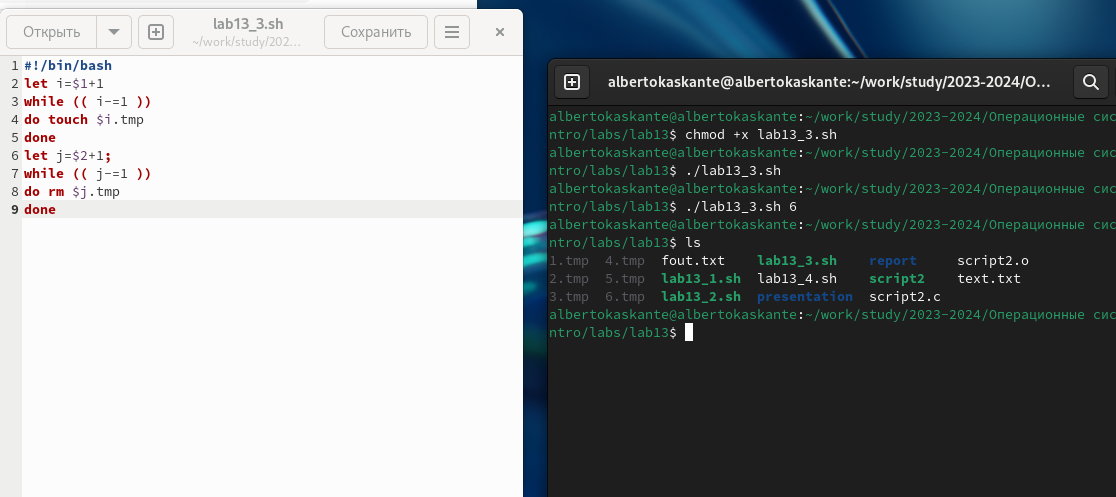 Открыть
lab13_3.sh
~/work/study/202…
Сохранить
1 #!/bin/bash
2 let i=$1+1
3 while (( i-=1 ))
4 do touch $i.tmp
5 done
6 let j=$2+1;
7 while (( j-=1 ))
8 do rm $j.tmp
9 done
albertokaskante@albertokaskante:~/work/study/2023-2024/О…
albertokaskante@albertokaskante:~/work/study/2023-2024/Операционные сис
ntro/labs/lab13$ chmod +x lab13_3.sh
albertokaskante@albertokaskante:~/work/study/2023-2024/Операционные сис
ntro/labs/lab13$ ./lab13_3.sh
albertokaskante@albertokaskante:~/work/study/2023-2024/Операционные сис
ntro/labs/lab13$ ./lab13_3.sh 6
albertokaskante@albertokaskante:~/work/study/2023-2024/Операционные сис
ntro/labs/lab13$ ls
1.tmp 4.tmp fout.txt lab13_3.sh report script2.o
2.tmp 5.tmp lab13_1.sh lab13_4.sh script2 text.txt
3.tmp 6.tmp lab13_2.sh presentation script2.c
albertokaskante@albertokaskante:~/work/study/2023-2024/Операционные сис
ntro/labs/lab13$